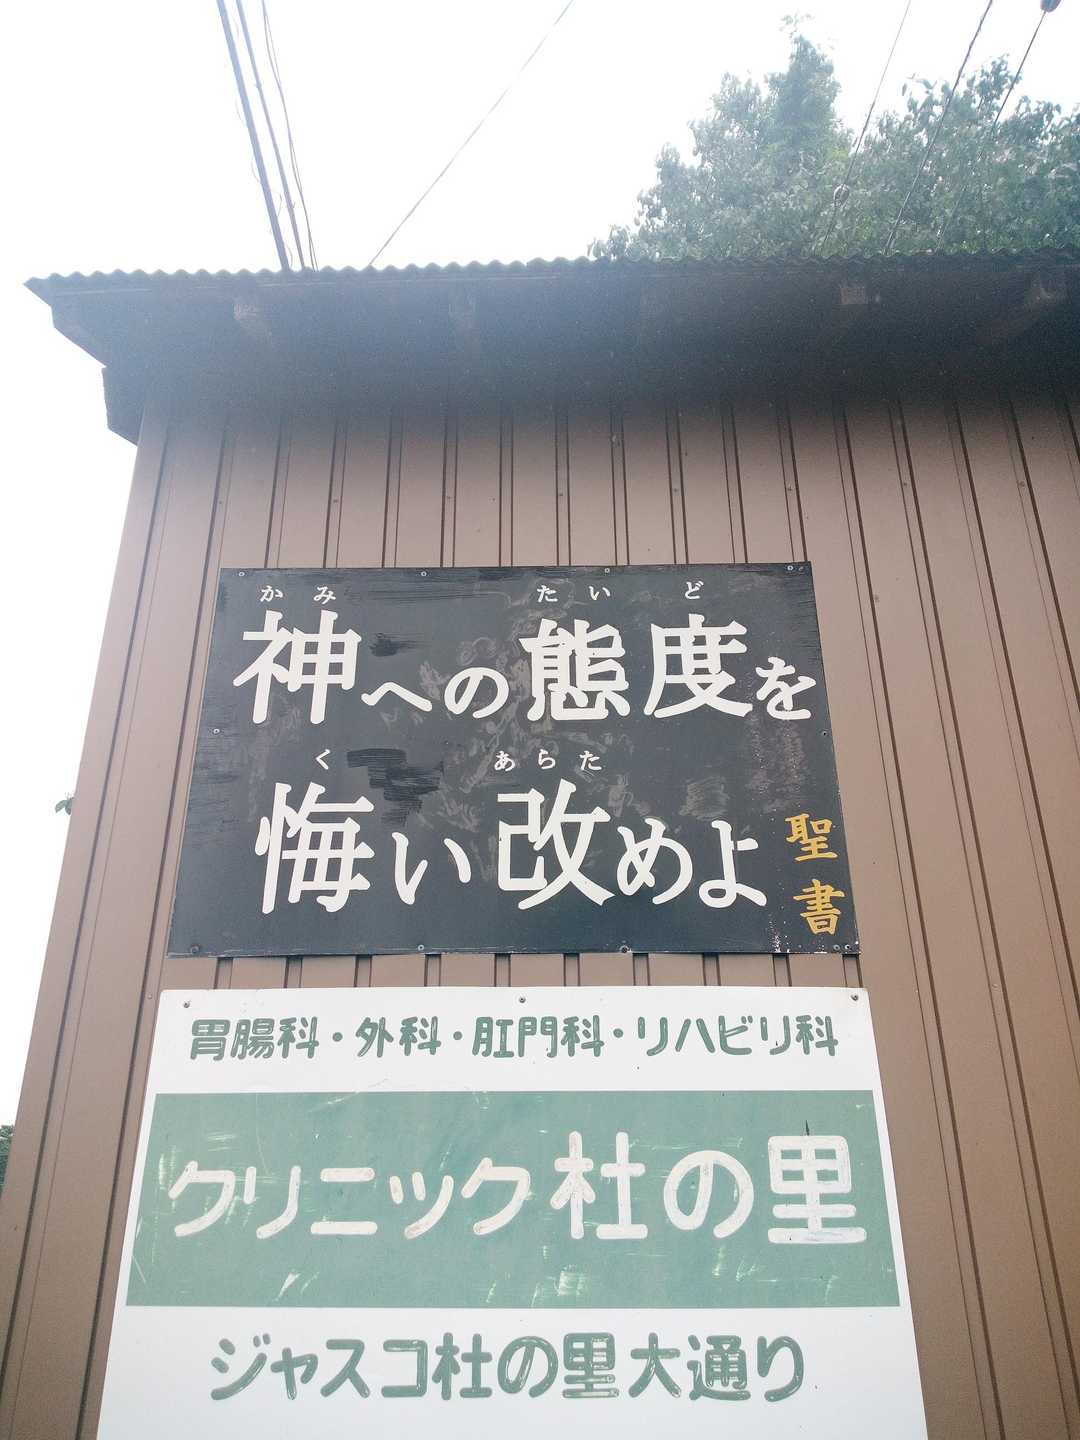 かみ たいど
神への態度を
く あらた
悔い改めよ
聖書
胃腸科・外科・肛門科・リハビリ科
クリニック杜の里
ジャスコ杜の里大通り